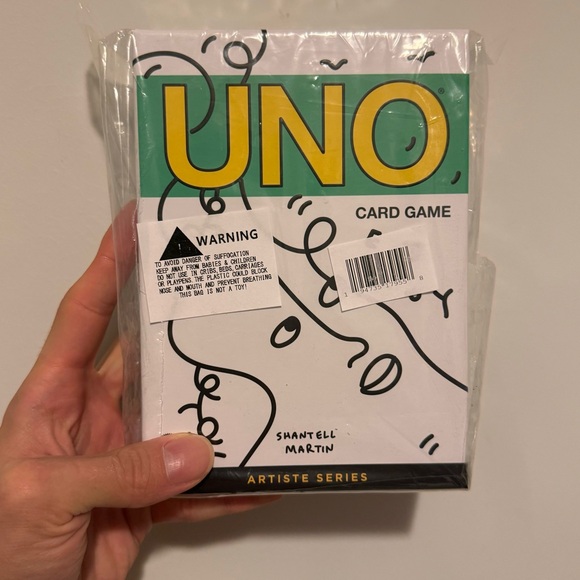 UNO®
CARD GAME
WARNING
TO AVOID DANGER OF SUFFOCATION
KEEP AWAY FROM BABIES & CHILDREN
DO NOT USE IN CRIBS, BEDS, CARRIAGES
OR PLAYPENS. THE PLASTIC COULD BLOCK
NOSE AND MOUTH AND PREVENT BREATHING
THIS BAG IS NOT A TOY!
SHANTELL
MARTIN
ARTISTE SERIES